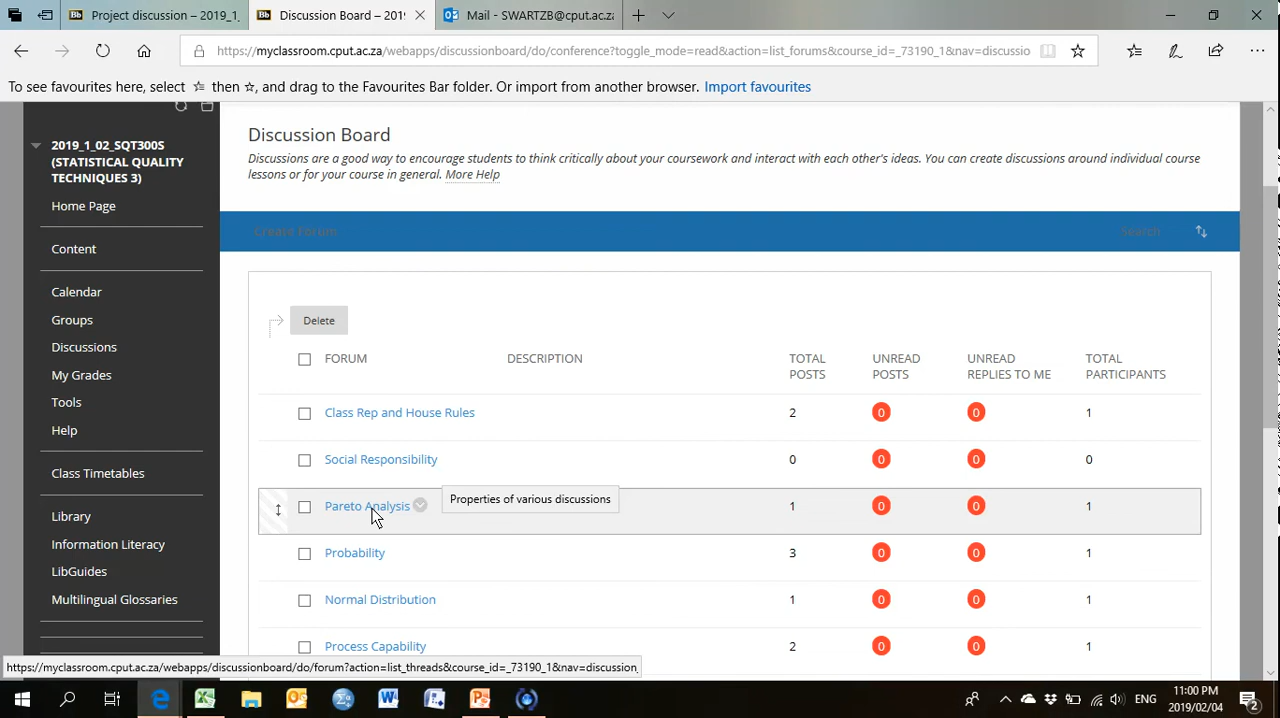 Project discussion – 2019_1_
Discussion Board – 2019
Mail - SWARTZB@cput.ac.za
https://myclassroom.cput.ac.za/webapps/discussionboard/do/conference?toggle_mode=read&action=list_forums&course_id=_73190_1&nav=discussio
To see favourites here, select ☆ then ☆, and drag to the Favourites Bar folder. Or import from another browser. Import favourites
2019_1_02_SQT300S
(STATISTICAL QUALITY
TECHNIQUES 3)
Home Page
Content
Calendar
Groups
Discussions
My Grades
Tools
Help
Class Timetables
Library
Information Literacy
LibGuides
Multilingual Glossaries
Discussion Board
Discussions are a good way to encourage students to think critically about your coursework and interact with each other's ideas. You can create discussions around individual course
lessons or for your course in general. More Help
Create Forum
Search
Delete
FORUM DESCRIPTION TOTAL POSTS UNREAD POSTS UNREAD REPLIES TO ME TOTAL PARTICIPANTS
Class Rep and House Rules 2 0 0 1
Social Responsibility 0 0 0 0
Pareto Analysis 1 0 0 1
Properties of various discussions
Probability 3 0 0 1
Normal Distribution 1 0 0 1
Process Capability 2 0 0 1
https://myclassroom.cput.ac.za/webapps/discussionboard/do/forum?action=list_threads&course_id=_73190_1&nav=discussion_
ENG
11:00 PM
2019/02/04
2